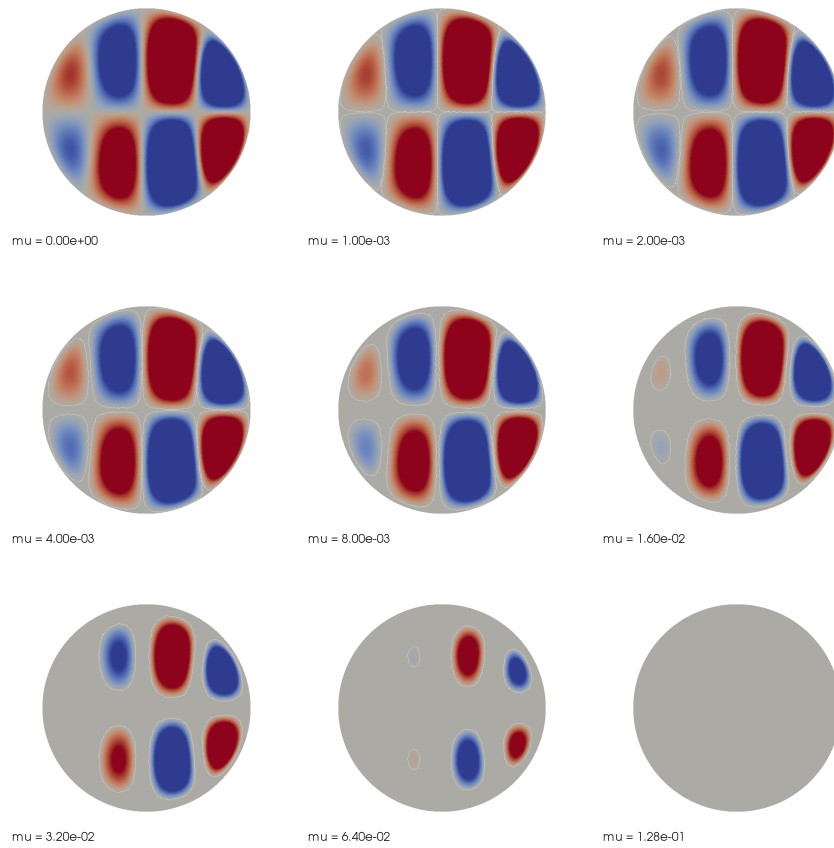 mu = 0.00e+00
mu = 1.00e-03
mu = 2.00e-03
mu = 4.00e-03
mu = 8.00e-03
mu = 1.60e-02
mu = 3.20e-02
mu = 6.40e-02
mu = 1.28e-01